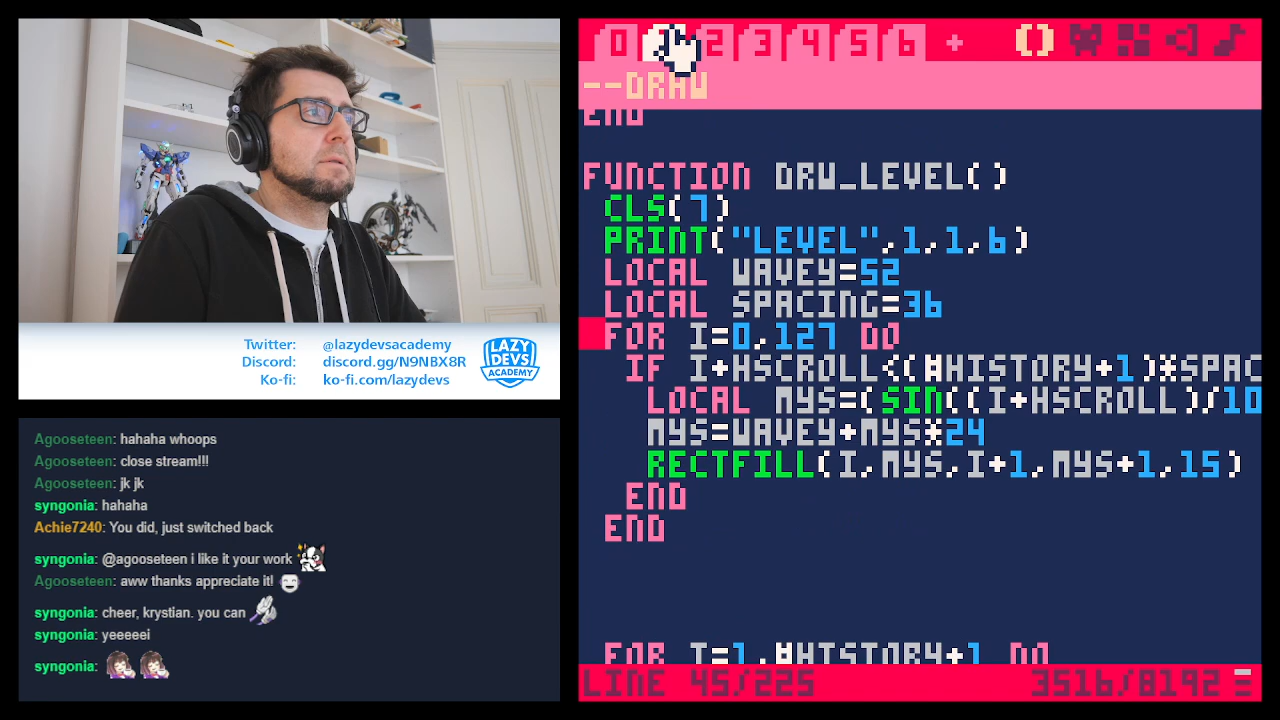 Twitter: @lazydevsacademy
Discord: discord.gg/N9NBX8R
Ko-fi: ko-fi.com/lazydevs
LAZY
DEVS
ACADEMY
Agooseteen: hahaha whoops
Agooseteen: close stream!!!
Agooseteen: jk jk
syngonia: hahaha
Achie7240: You did, just switched back
syngonia: @agooseteen i like it your work
Agooseteen: aww thanks appreciate it!
syngonia: cheer, krystian. you can
syngonia: yeeeeei
syngonia:
0 2 3 4 5 6 + ()
--DRAW
END
FUNCTION DRW_LEVEL()
CLS(7)
PRINT("LEVEL",1,1,6)
LOCAL WAVEY=52
LOCAL SPACING=36
FOR I=0,127 DO
IF I+HSCROLL<(#HISTORY+1)*SPAC
LOCAL MYS=(SIN((I+HSCROLL)/10
MYS=WAVEY+MYS*24
RECTFILL(I,MYS,I+1,MYS+1,15)
END
END
FOR I=1,#HISTORY+1 DO
LINE 45/225 3516/8192